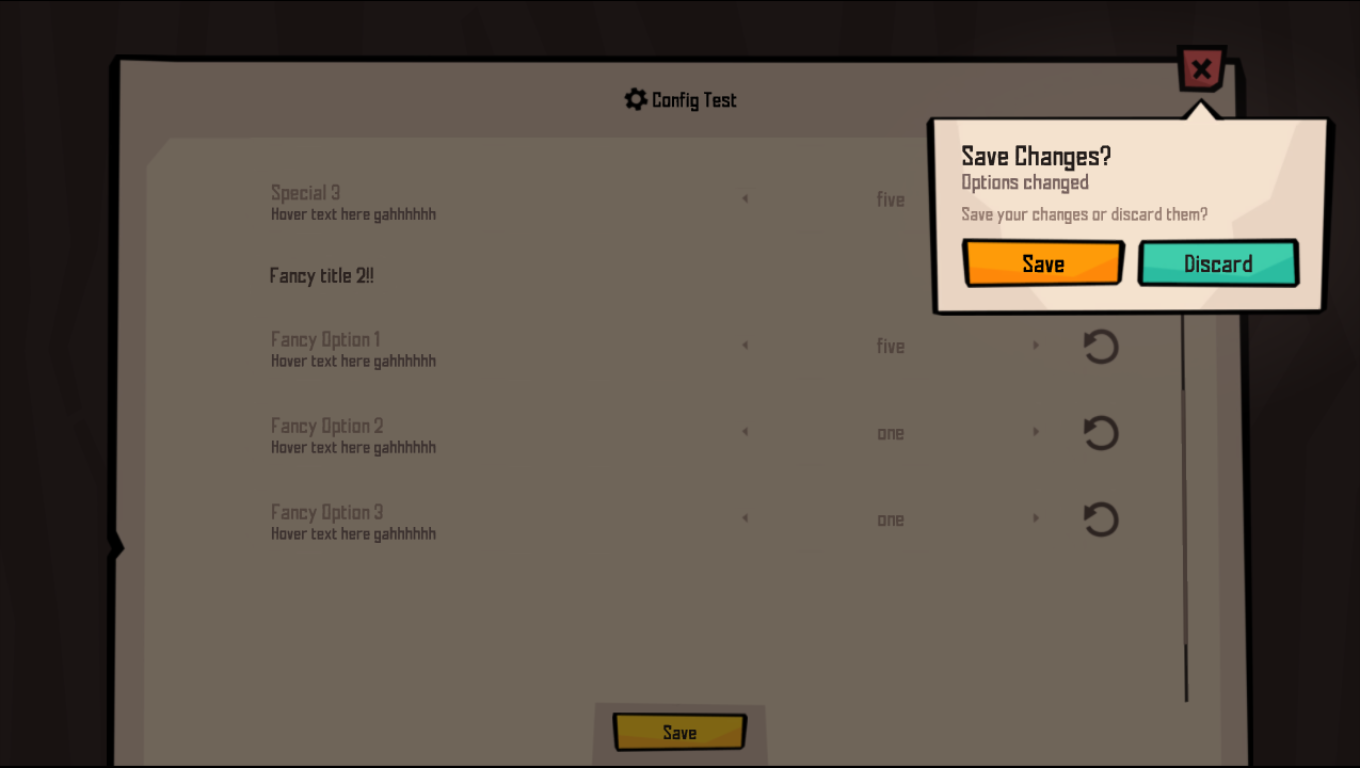 Config Test
Save Changes?
Options changed
Save your changes or discard them?
Save
Discard
Special 3
Hover text here gahhhhhh
five
Fancy title 2!!
Fancy Option 1
Hover text here gahhhhhh
five
Fancy Option 2
Hover text here gahhhhhh
one
Fancy Option 3
Hover text here gahhhhhh
one
Save